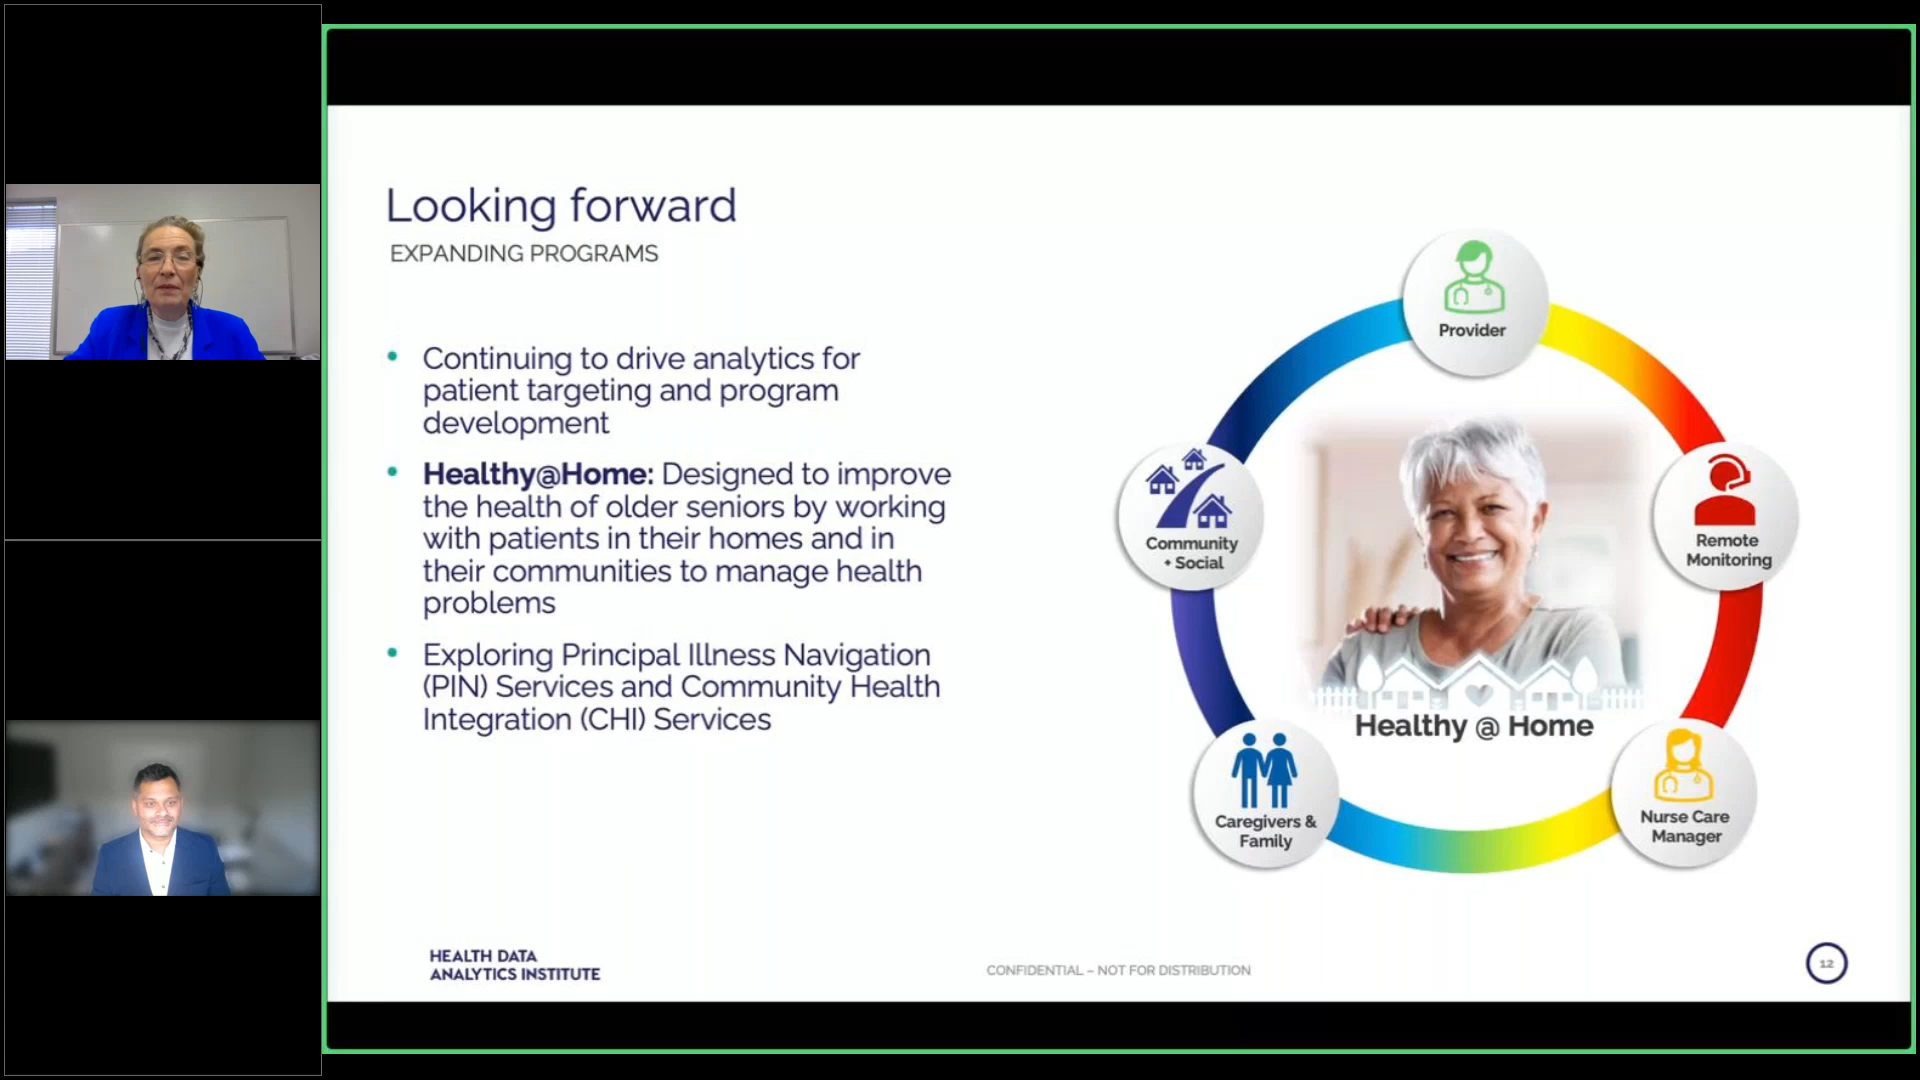 Looking forward
EXPANDING PROGRAMS
• Continuing to drive analytics for
patient targeting and program
development
• Healthy@Home: Designed to improve
the health of older seniors by working
with patients in their homes and in
their communities to manage health
problems
• Exploring Principal Illness Navigation
(PIN) Services and Community Health
Integration (CHI) Services
Provider
Community
+ Social
Remote
Monitoring
Healthy @ Home
Caregivers &
Family
Nurse Care
Manager
HEALTH DATA
ANALYTICS INSTITUTE
CONFIDENTIAL – NOT FOR DISTRIBUTION
12